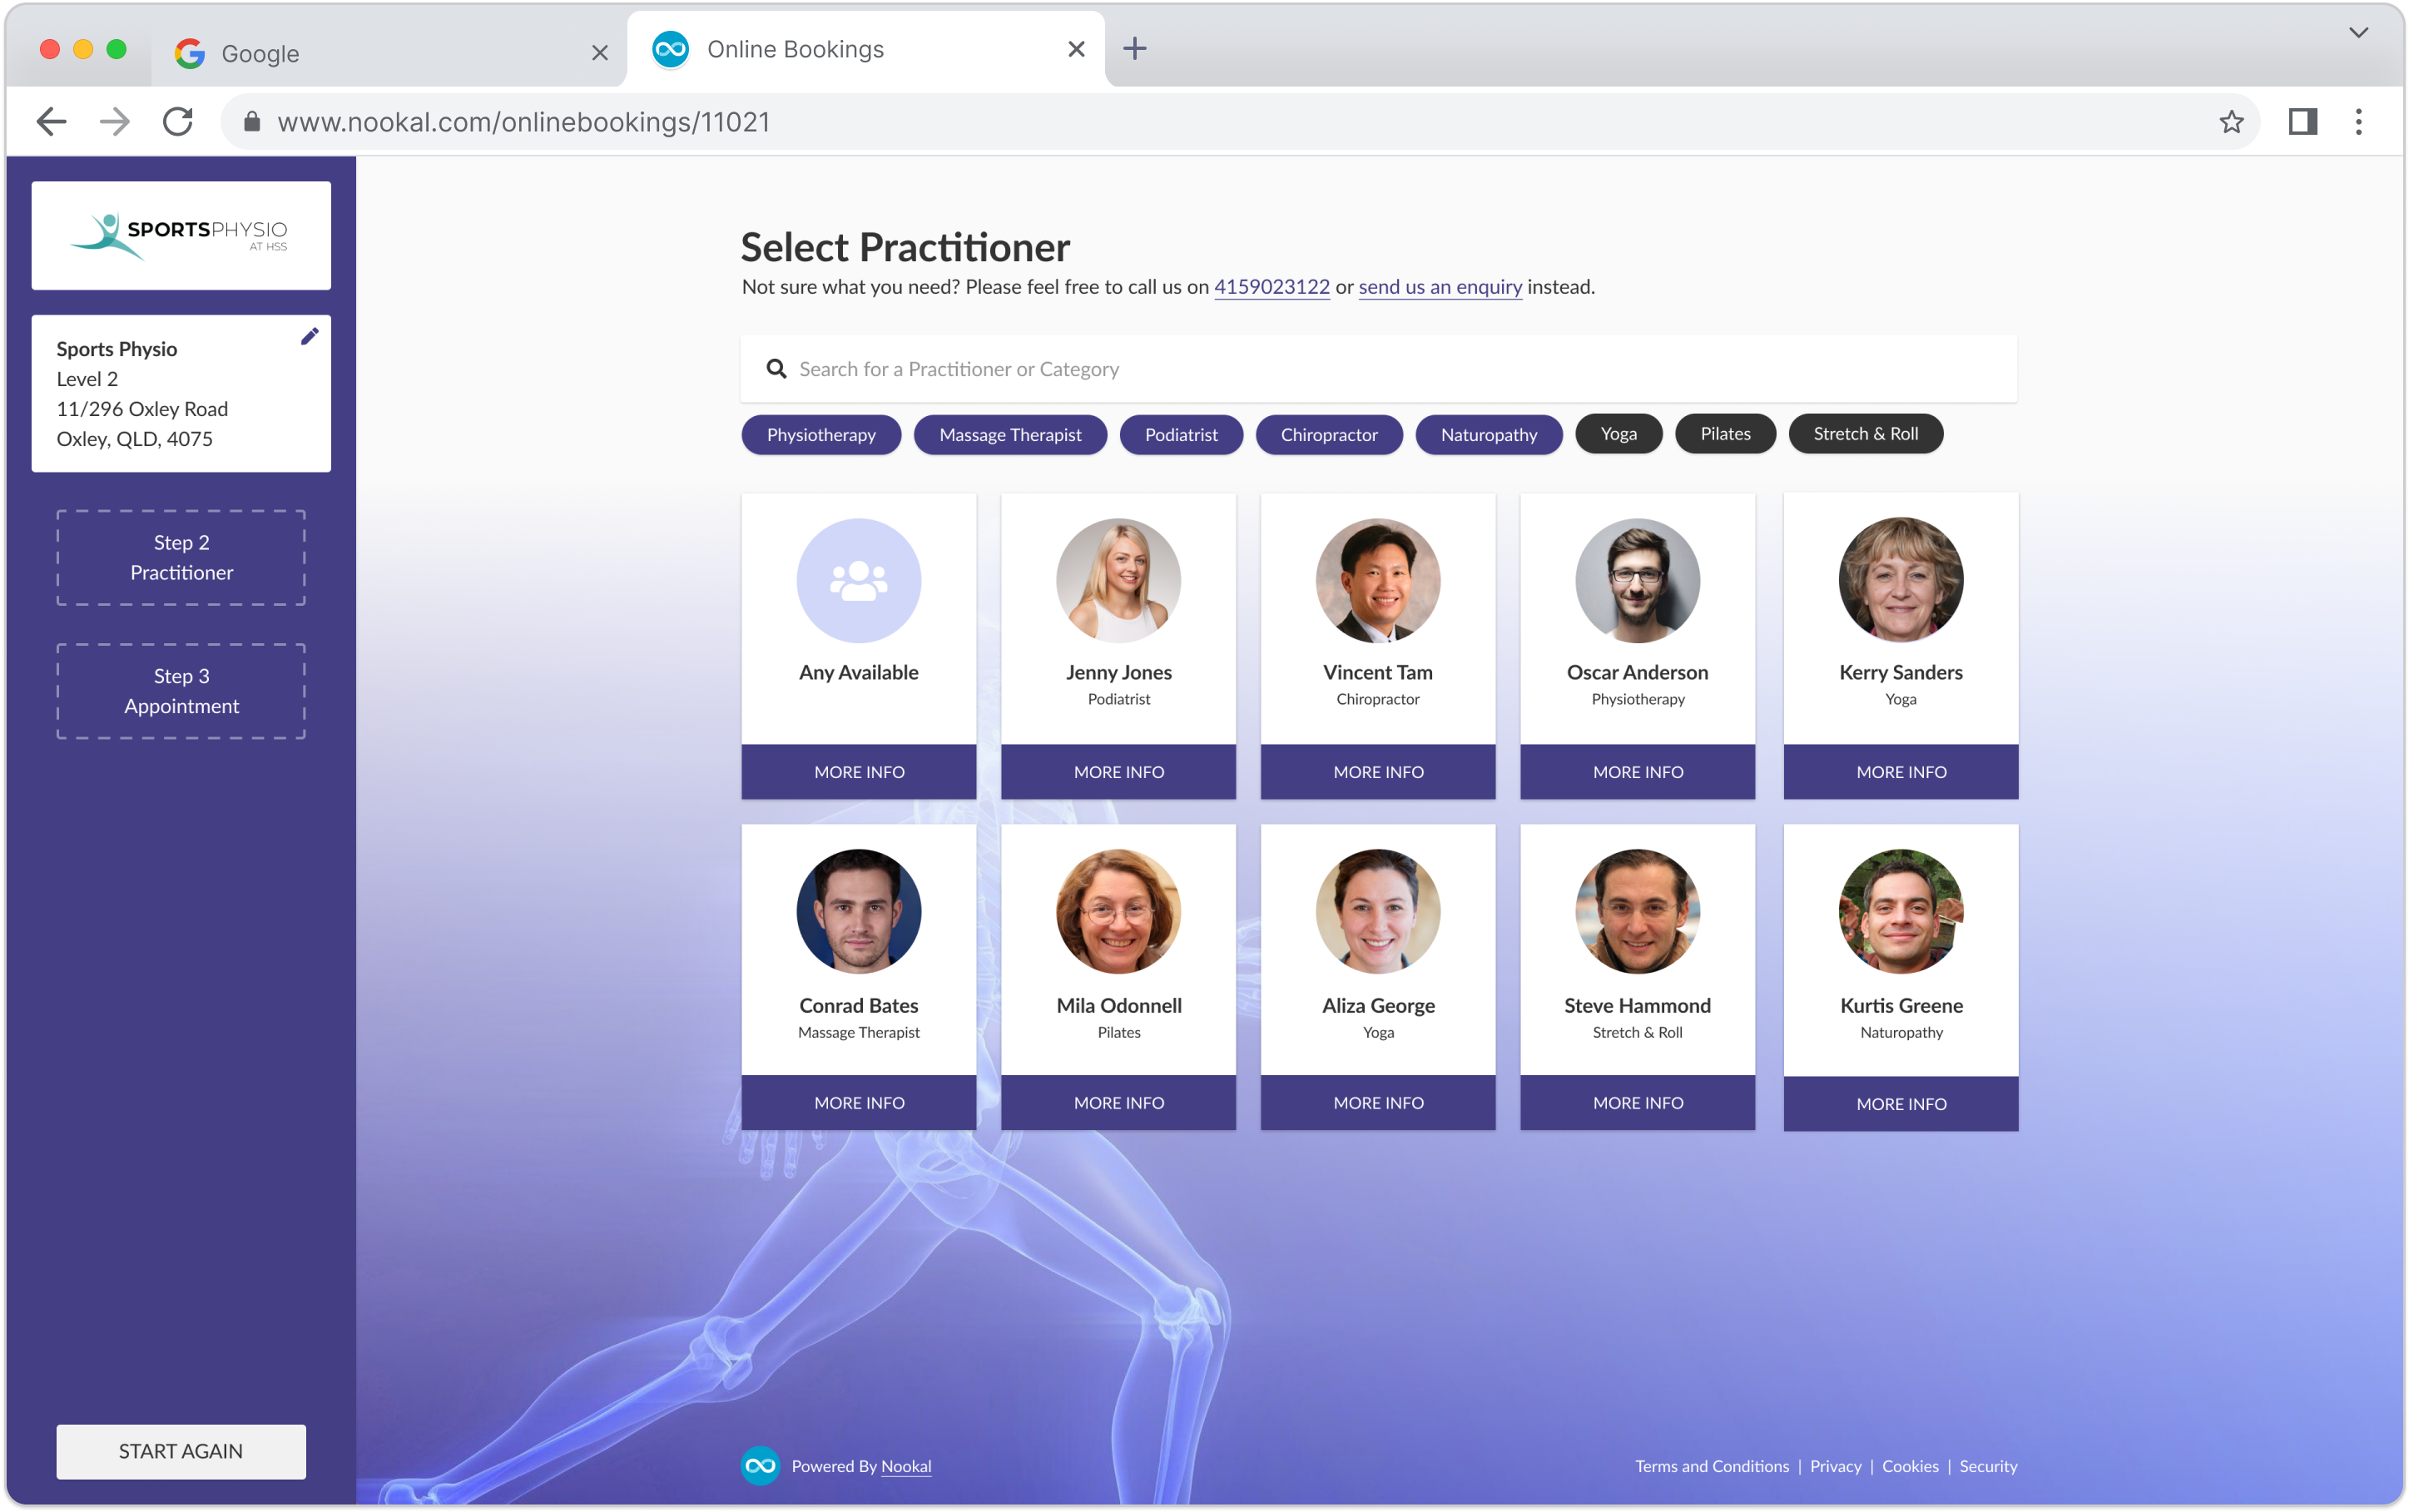 Google
Online Bookings
www.nookal.com/onlinebookings/11021
SPORTSPHYSIO
AT HSS
Sports Physio
Level 2
11/296 Oxley Road
Oxley, QLD, 4075
Step 2
Practitioner
Step 3
Appointment
START AGAIN
Select Practitioner
Not sure what you need? Please feel free to call us on 4159023122 or send us an enquiry instead.
Search for a Practitioner or Category
Physiotherapy Massage Therapist Podiatrist Chiropractor Naturopathy Yoga Pilates Stretch & Roll
Any Available
MORE INFO
Jenny Jones
Podiatrist
MORE INFO
Vincent Tam
Chiropractor
MORE INFO
Oscar Anderson
Physiotherapy
MORE INFO
Kerry Sanders
Yoga
MORE INFO
Conrad Bates
Massage Therapist
MORE INFO
Mila Odonnell
Pilates
MORE INFO
Aliza George
Yoga
MORE INFO
Steve Hammond
Stretch & Roll
MORE INFO
Kurtis Greene
Naturopathy
MORE INFO
Powered By Nookal
Terms and Conditions | Privacy | Cookies | Security